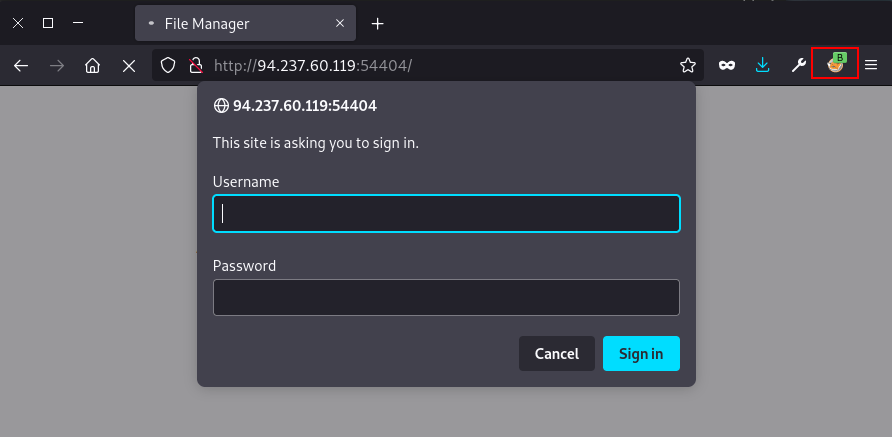 File Manager
http://94.237.60.119:54404/
B
94.237.60.119:54404
This site is asking you to sign in.
Username
Password
Cancel
Sign in